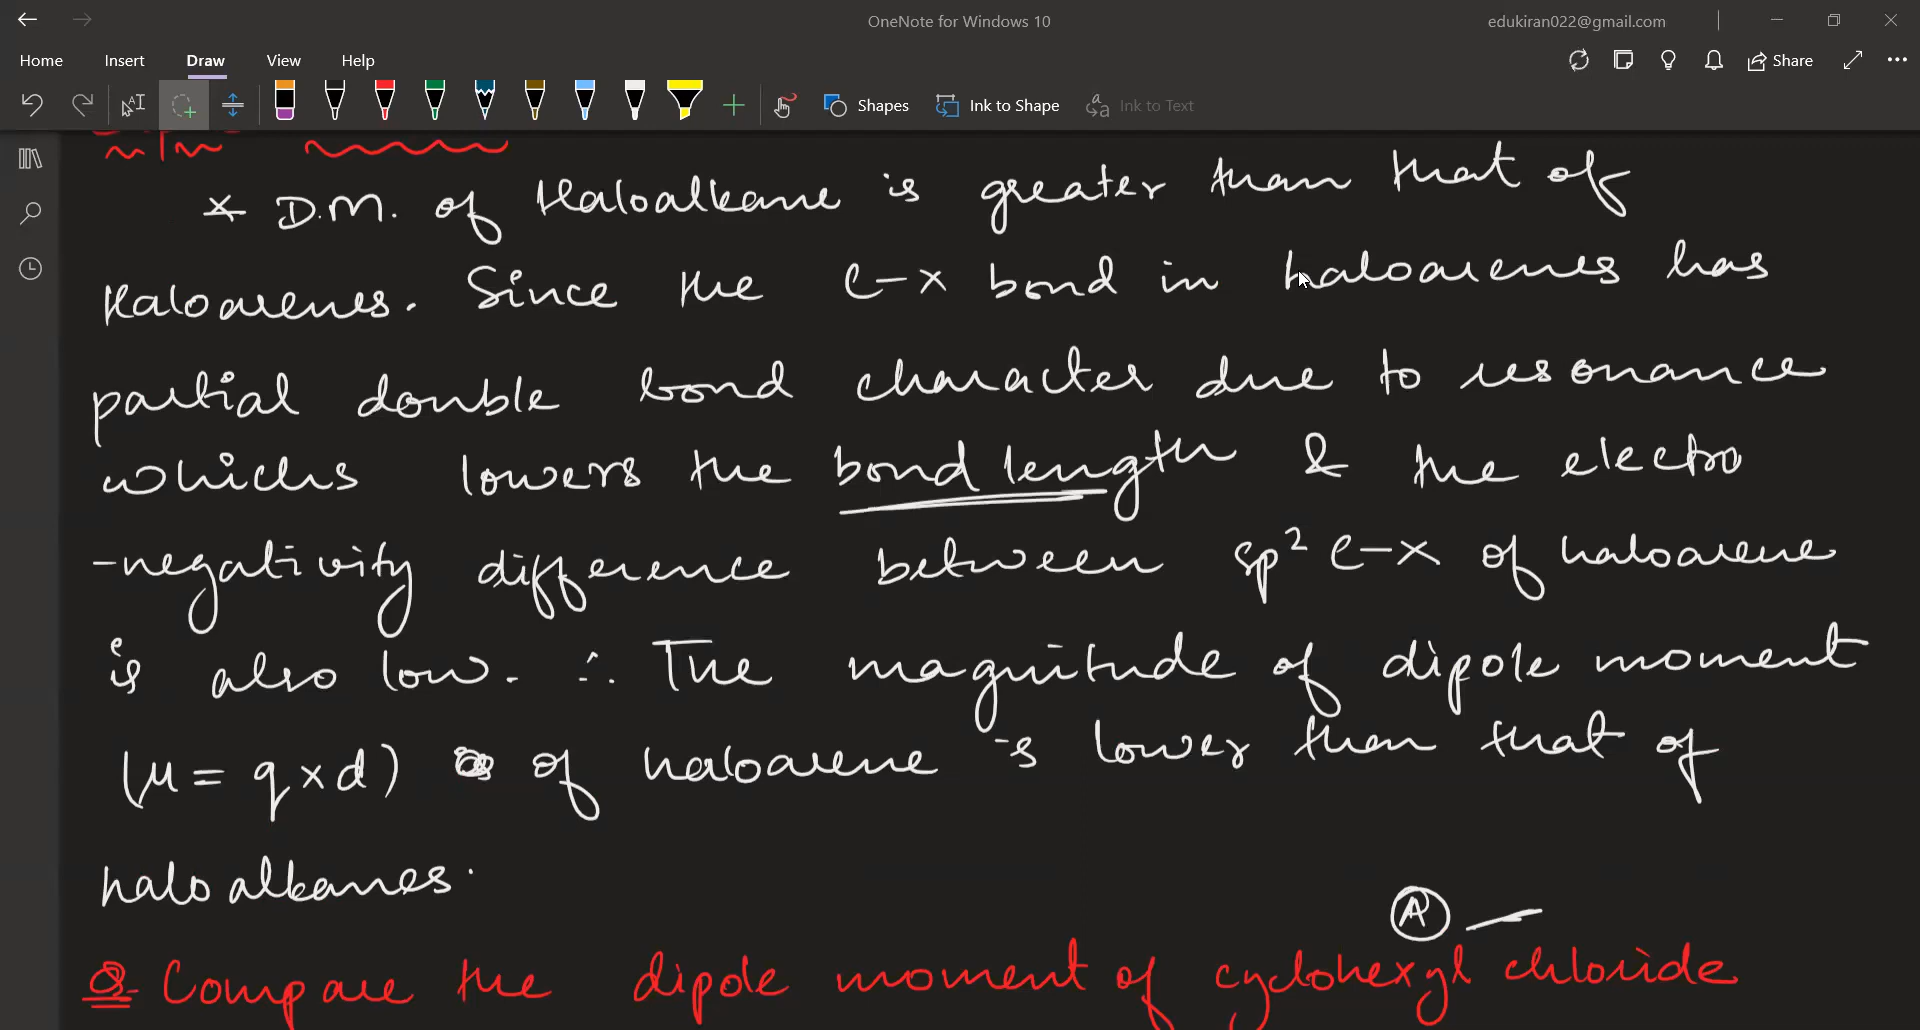 OneNote for Windows 10
edukiran022@gmail.com
Home Insert Draw View Help
Share
Shapes Ink to Shape Ink to Text
* D.M. of Haloalkane is greater than that of
Haloarenes. Since the C-X bond in haloarenes has
partial double bond character due to resonance
whichs lowers the bond length & the electro
-negativity difference between sp² C-X of haloarene
is also low. ∴ The magnitude of dipole moment
(μ = q × d) of haloarene is lower than that of
haloalkanes.
A –
Q. Compare the dipole moment of cyclohexyl chloride